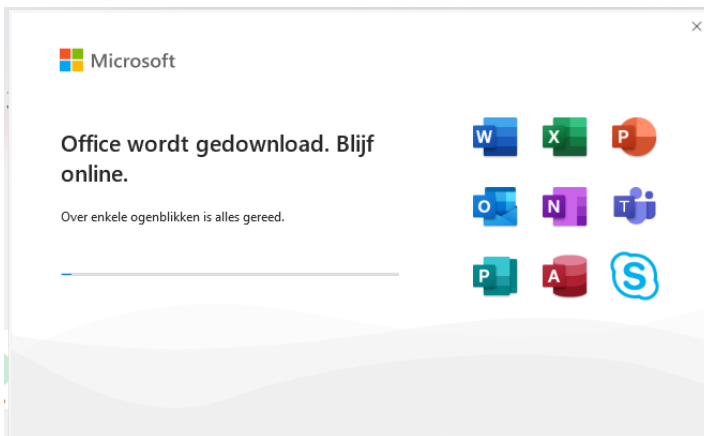 Microsoft
Office wordt gedownload. Blijf
online.
Over enkele ogenblikken is alles gereed.
W X P
O N T
P A S